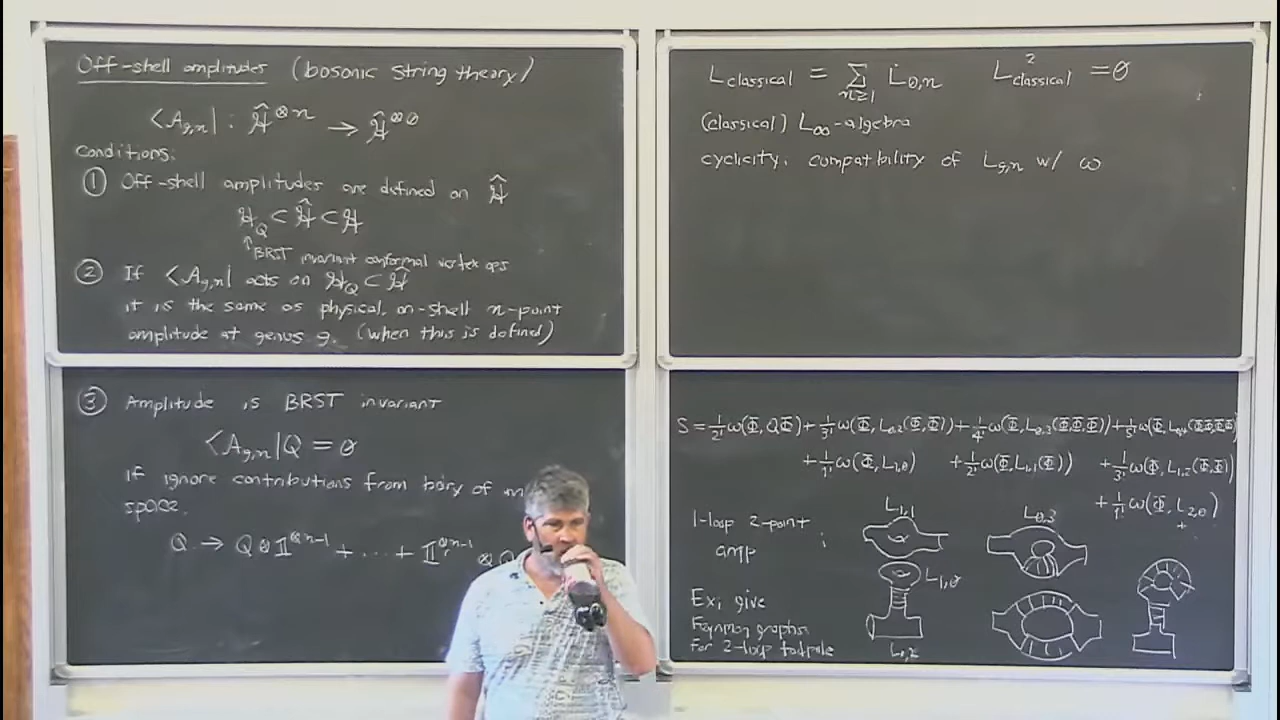 Off-shell amplitudes (bosonic string theory)
⟨A_{g,n}| : Ĥ^{⊗n} → Ĥ^{⊗0}
Conditions:
① Off-shell amplitudes are defined on Ĥ
H_Q ⊂ Ĥ ⊂ H
↑ BRST invariant conformal vertex ops
② If ⟨A_{g,n}| acts on H_Q ⊂ Ĥ
it is the same as physical, on-shell n-point
amplitude at genus g. (when this is defined)
③ Amplitude is BRST invariant
⟨A_{g,n}|Q = 0
if ignore contributions from bdry of
space.
Q → Q⊗𝕀^{⊗n-1} + ... + 𝕀^{⊗n-1}⊗Q
L_{classical} = Σ_{n≥1} L_{0,n} L²_{classical} = 0
(classical) L_∞-algebra
cyclicity: compatbility of L_{g,n} w/ ω
S = 1/2! ω(Φ, QΦ) + 1/3! ω(Φ, L_{0,2}(Φ,Φ)) + 1/4! ω(Φ, L_{0,3}(Φ,Φ,Φ)) + 1/5! ω(Φ, L_{0,4}(Φ,Φ,Φ,Φ))
+ 1/1! ω(Φ, L_{1,0}) + 1/2! ω(Φ, L_{1,1}(Φ)) + 1/3! ω(Φ, L_{1,2}(Φ,Φ))
+ 1/1! ω(Φ, L_{2,0})
1-loop 2-point
amp :
L_{1,1}
L_{0,3}
L_{1,0}
L_{0,2}
Ex: give
Feynman graphs
for 2-loop tadpole